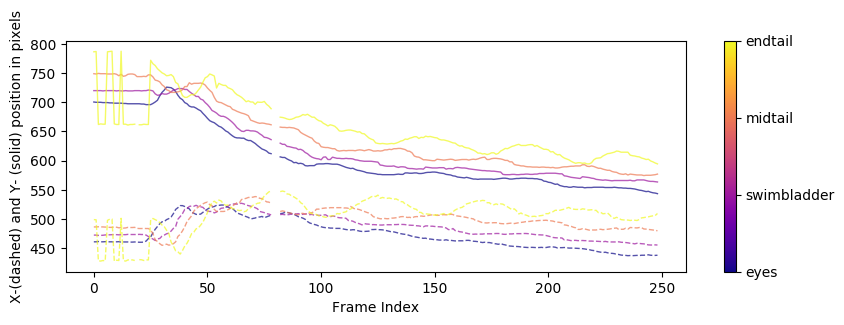 X-(dashed) and Y- (solid) position in pixels
800
750
700
650
600
550
500
450
0 50 100 150 200 250
Frame Index
endtail
midtail
swimbladder
eyes